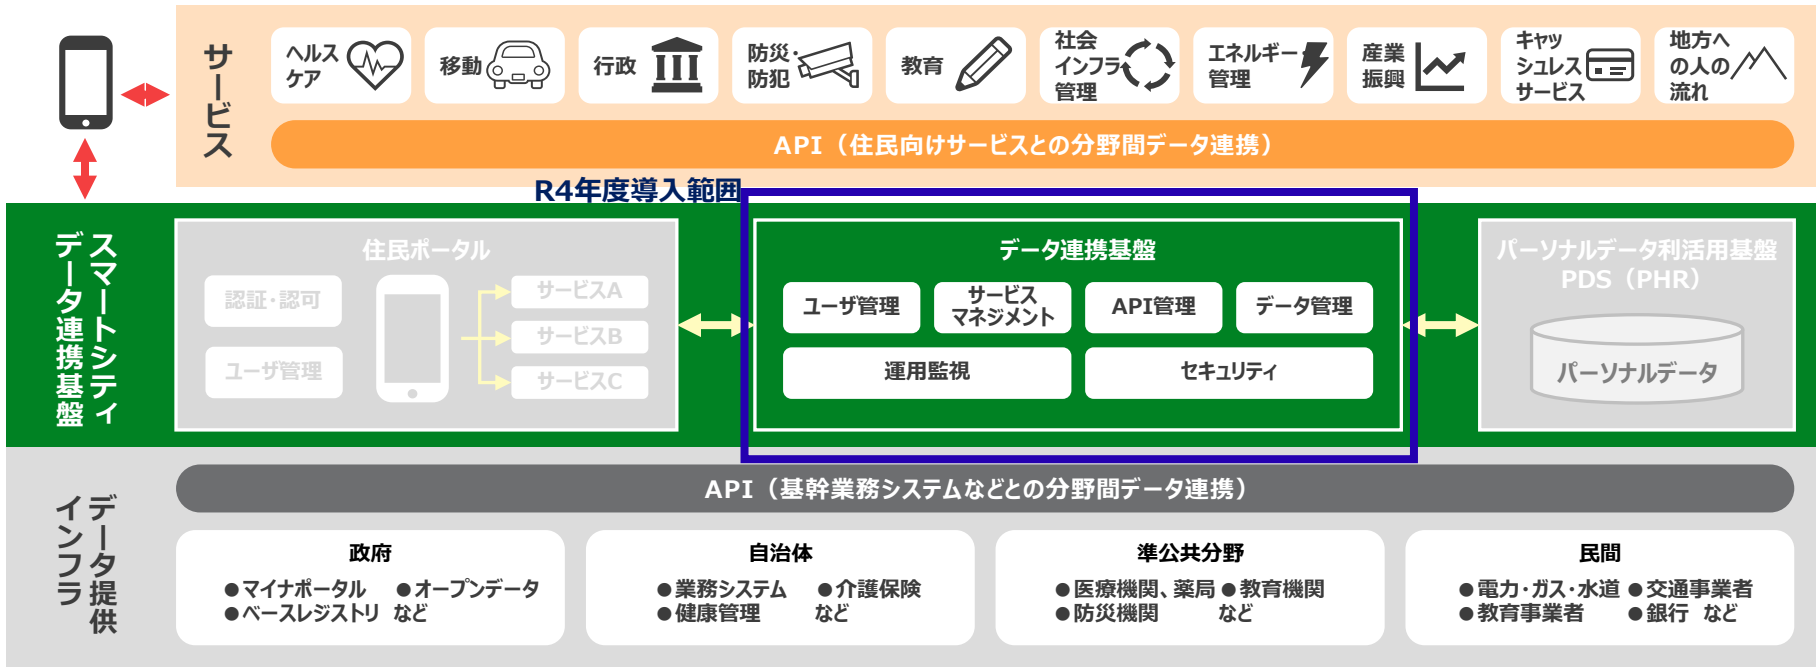 サービス
ヘルス
ケア
移動
行政
防災・
防犯
教育
社会
インフラ
管理
エネルギー
管理
産業
振興
キャッ
シュレス
サービス
地方へ
の人の
流れ
API（住民向けサービスとの分野間データ連携）
R4年度導入範囲
スマートシティ
データ連携基盤
住民ポータル
認証・認可
ユーザ管理
サービスA
サービスB
サービスC
データ連携基盤
ユーザ管理
サービス
マネジメント
API管理
データ管理
運用監視
セキュリティ
パーソナルデータ利活用基盤
PDS（PHR）
パーソナルデータ
データ提供
インフラ
API（基幹業務システムなどとの分野間データ連携）
政府
●マイナポータル ●オープンデータ
●ベースレジストリ など
自治体
●業務システム ●介護保険
●健康管理 など
準公共分野
●医療機関、薬局 ●教育機関
●防災機関 など
民間
●電力・ガス・水道 ●交通事業者
●教育事業者 ●銀行 など